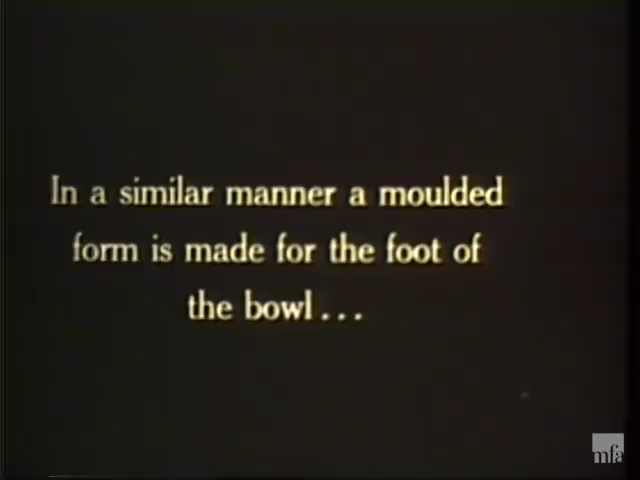 In a similar manner a moulded
form is made for the foot of
the bowl...
mfa